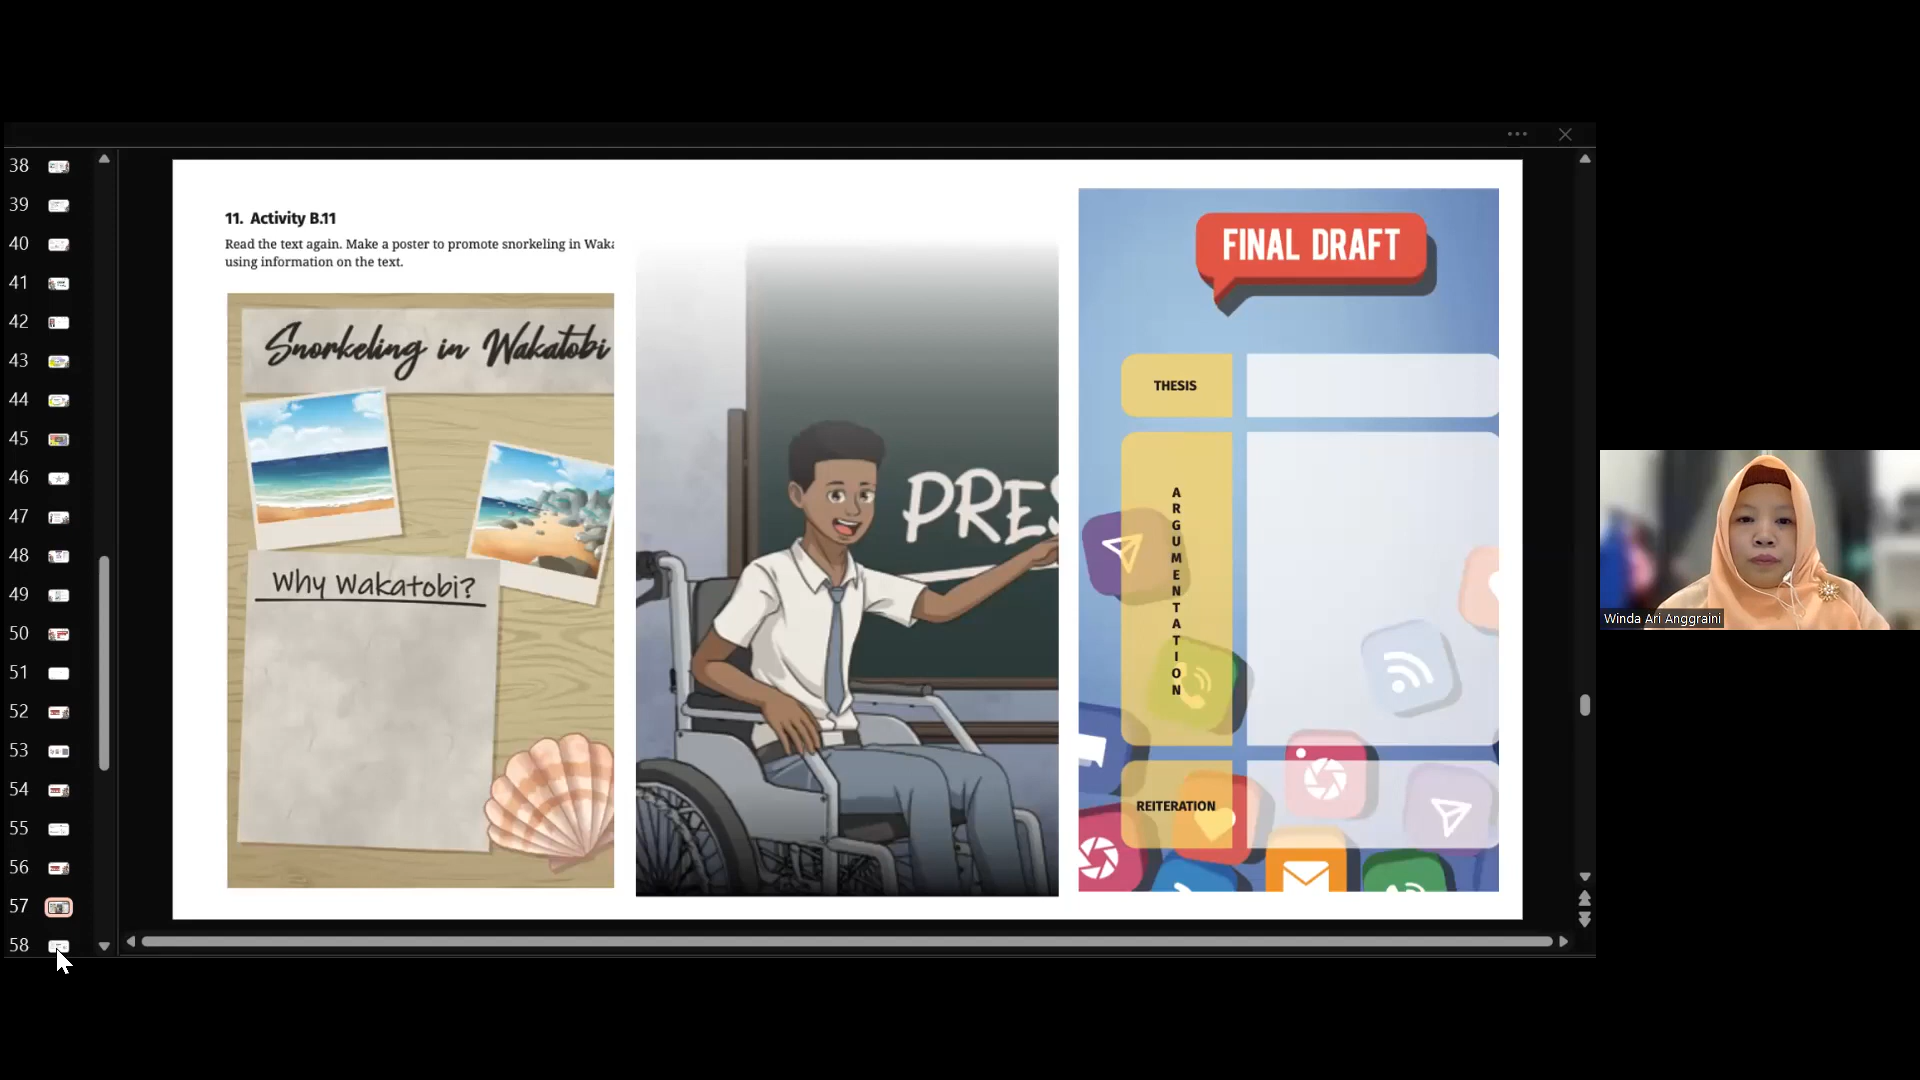 38
39
40
41
42
43
44
45
46
47
48
49
50
51
52
53
54
55
56
57
58
11. Activity B.11
Read the text again. Make a poster to promote snorkeling in Waka
using information on the text.
Snorkeling in Wakatobi
Why Wakatobi?
PRES
FINAL DRAFT
THESIS
ARGUMENTATION
REITERATION
Winda Ari Anggraini